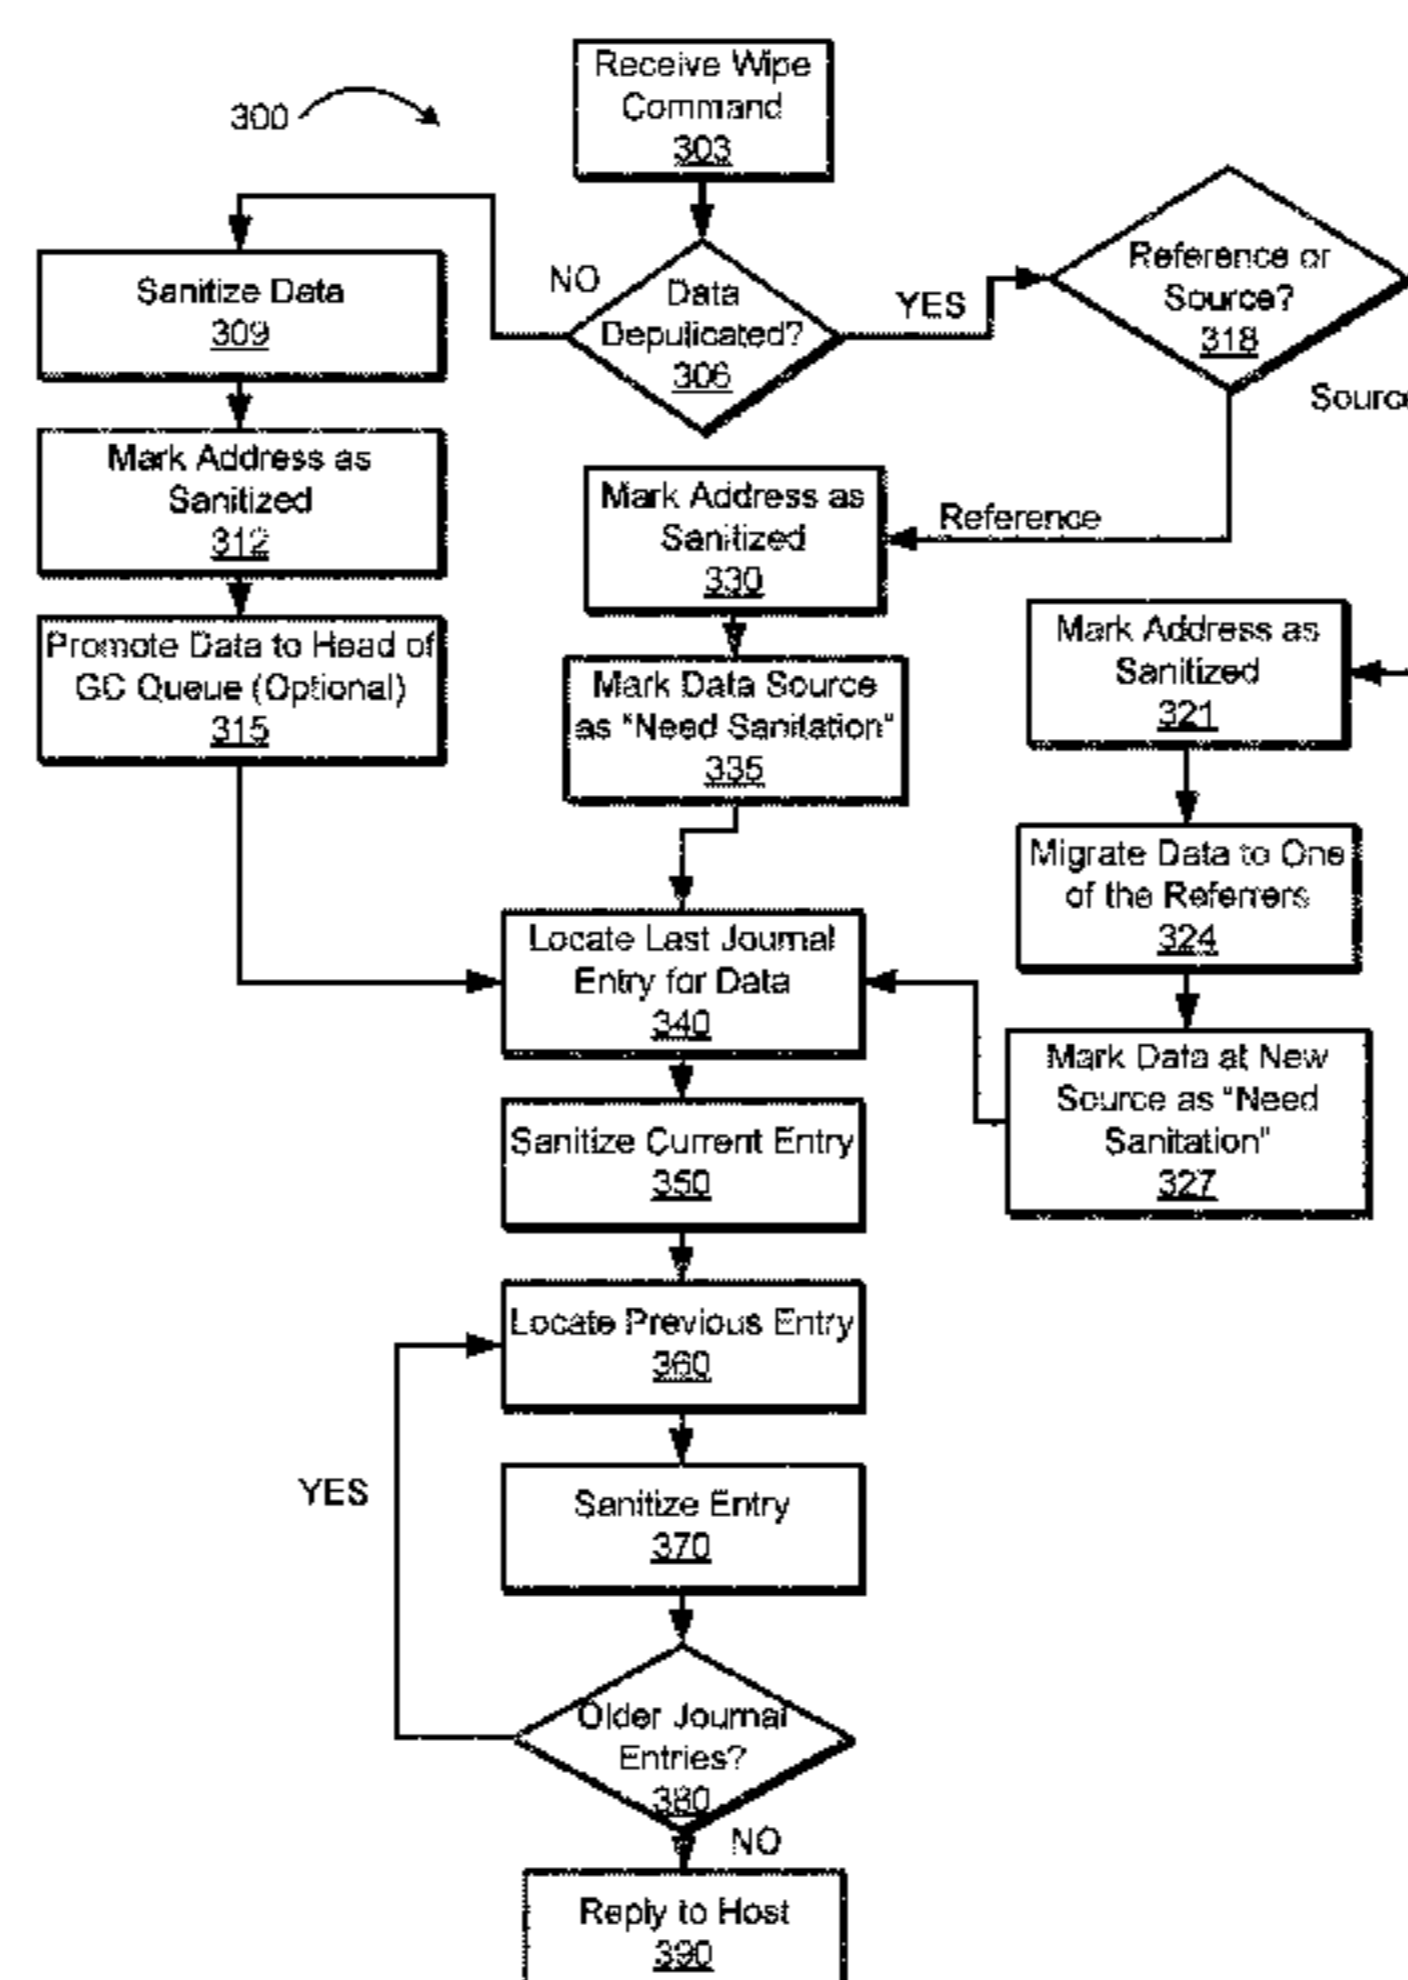 300
Receive Wipe
Command
303
Data
Depulicated?
306
NO
YES
Reference or
Source?
318
Source
Reference
Sanitize Data
309
Mark Address as
Sanitized
312
Promote Data to Head of
GC Queue (Optional)
315
Mark Address as
Sanitized
330
Mark Data Source
as "Need Sanitation"
335
Mark Address as
Sanitized
321
Migrate Data to One
of the Referrers
324
Mark Data at New
Source as "Need
Sanitation"
327
Locate Last Journal
Entry for Data
340
Sanitize Current Entry
350
Locate Previous Entry
360
Sanitize Entry
370
YES
Older Journal
Entries?
380
NO
Reply to Host
390